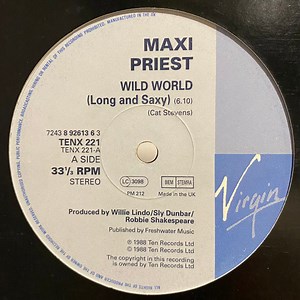 MAXI
PRIEST
WILD WORLD
(Long and Saxy) (6.10)
(Cat Stevens)
7243 8 92613 6 3
TENX 221
TENX 221-A
A SIDE
33⅓ RPM
STEREO
LC 3098
BIEM STEMRA
PM 212
Made in the UK
Virgin
Produced by Willie Lindo/Sly Dunbar/
Robbie Shakespeare
Published by Freshwater Music
℗ 1988 Ten Records Ltd
© 1988 Ten Records Ltd
The copyright in this recording
is owned by Ten Records Ltd